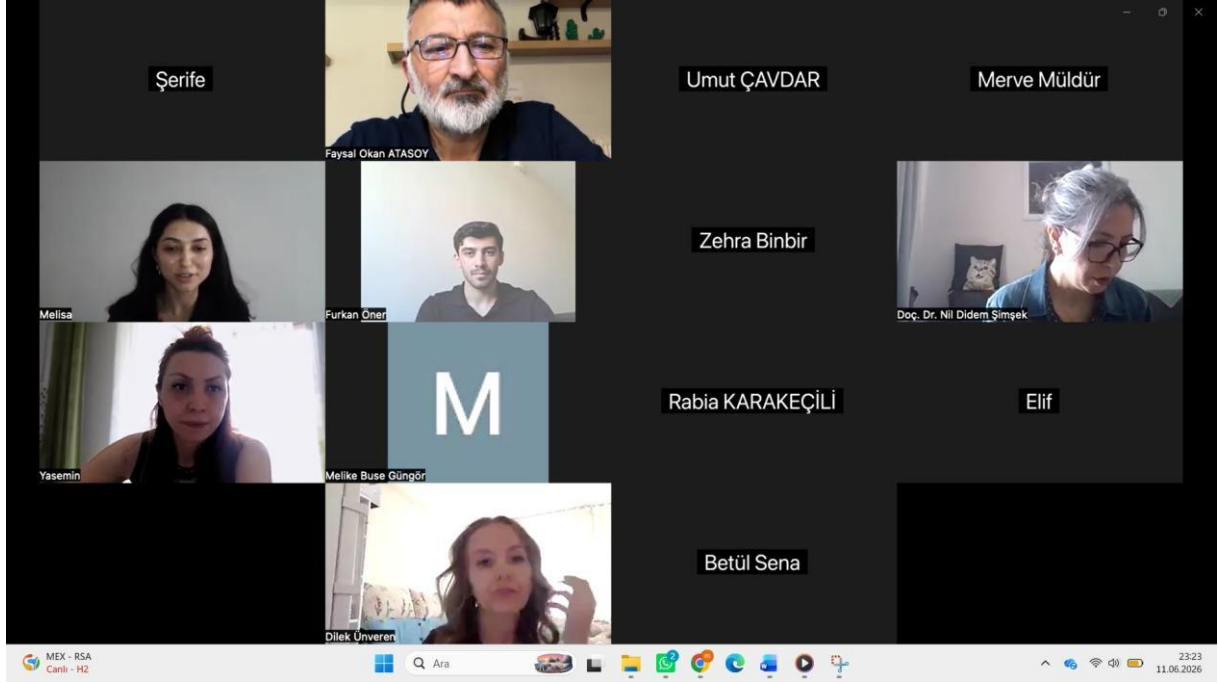 Şerife
Faysal Okan ATASOY
Umut ÇAVDAR
Merve Müldür
Melisa
Furkan Öner
Zehra Binbir
Doç. Dr. Nil Didem Şimşek
Yasemin
M
Melike Buse Güngör
Rabia KARAKEÇİLİ
Elif
Dilek Ünveren
Betül Sena
MEX - RSA
Canlı - H2
Ara
2
23:23
11.06.2026